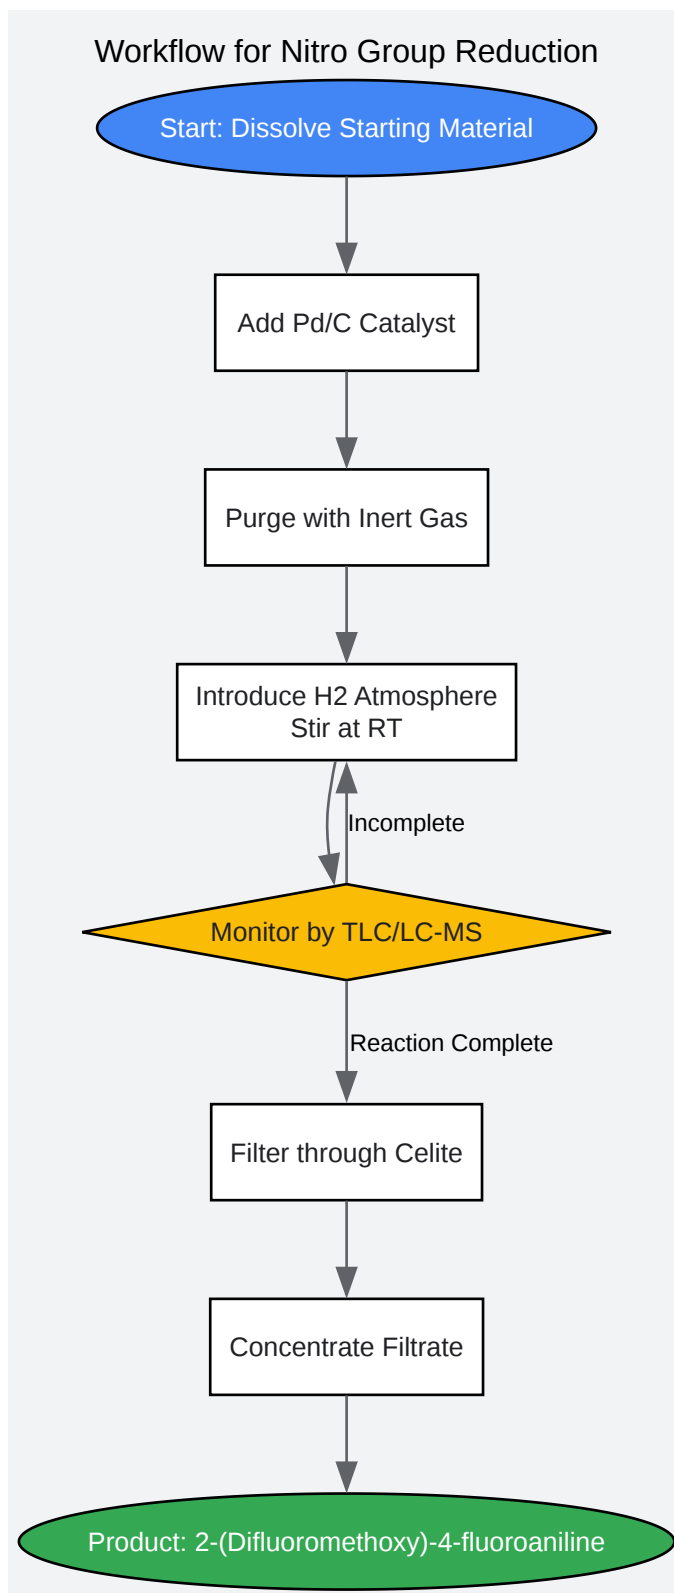 Workflow for Nitro Group Reduction
Start: Dissolve Starting Material
Add Pd/C Catalyst
Purge with Inert Gas
Introduce H2 Atmosphere
Stir at RT
Incomplete
Monitor by TLC/LC-MS
Reaction Complete
Filter through Celite
Concentrate Filtrate
Product: 2-(Difluoromethoxy)-4-fluoroaniline